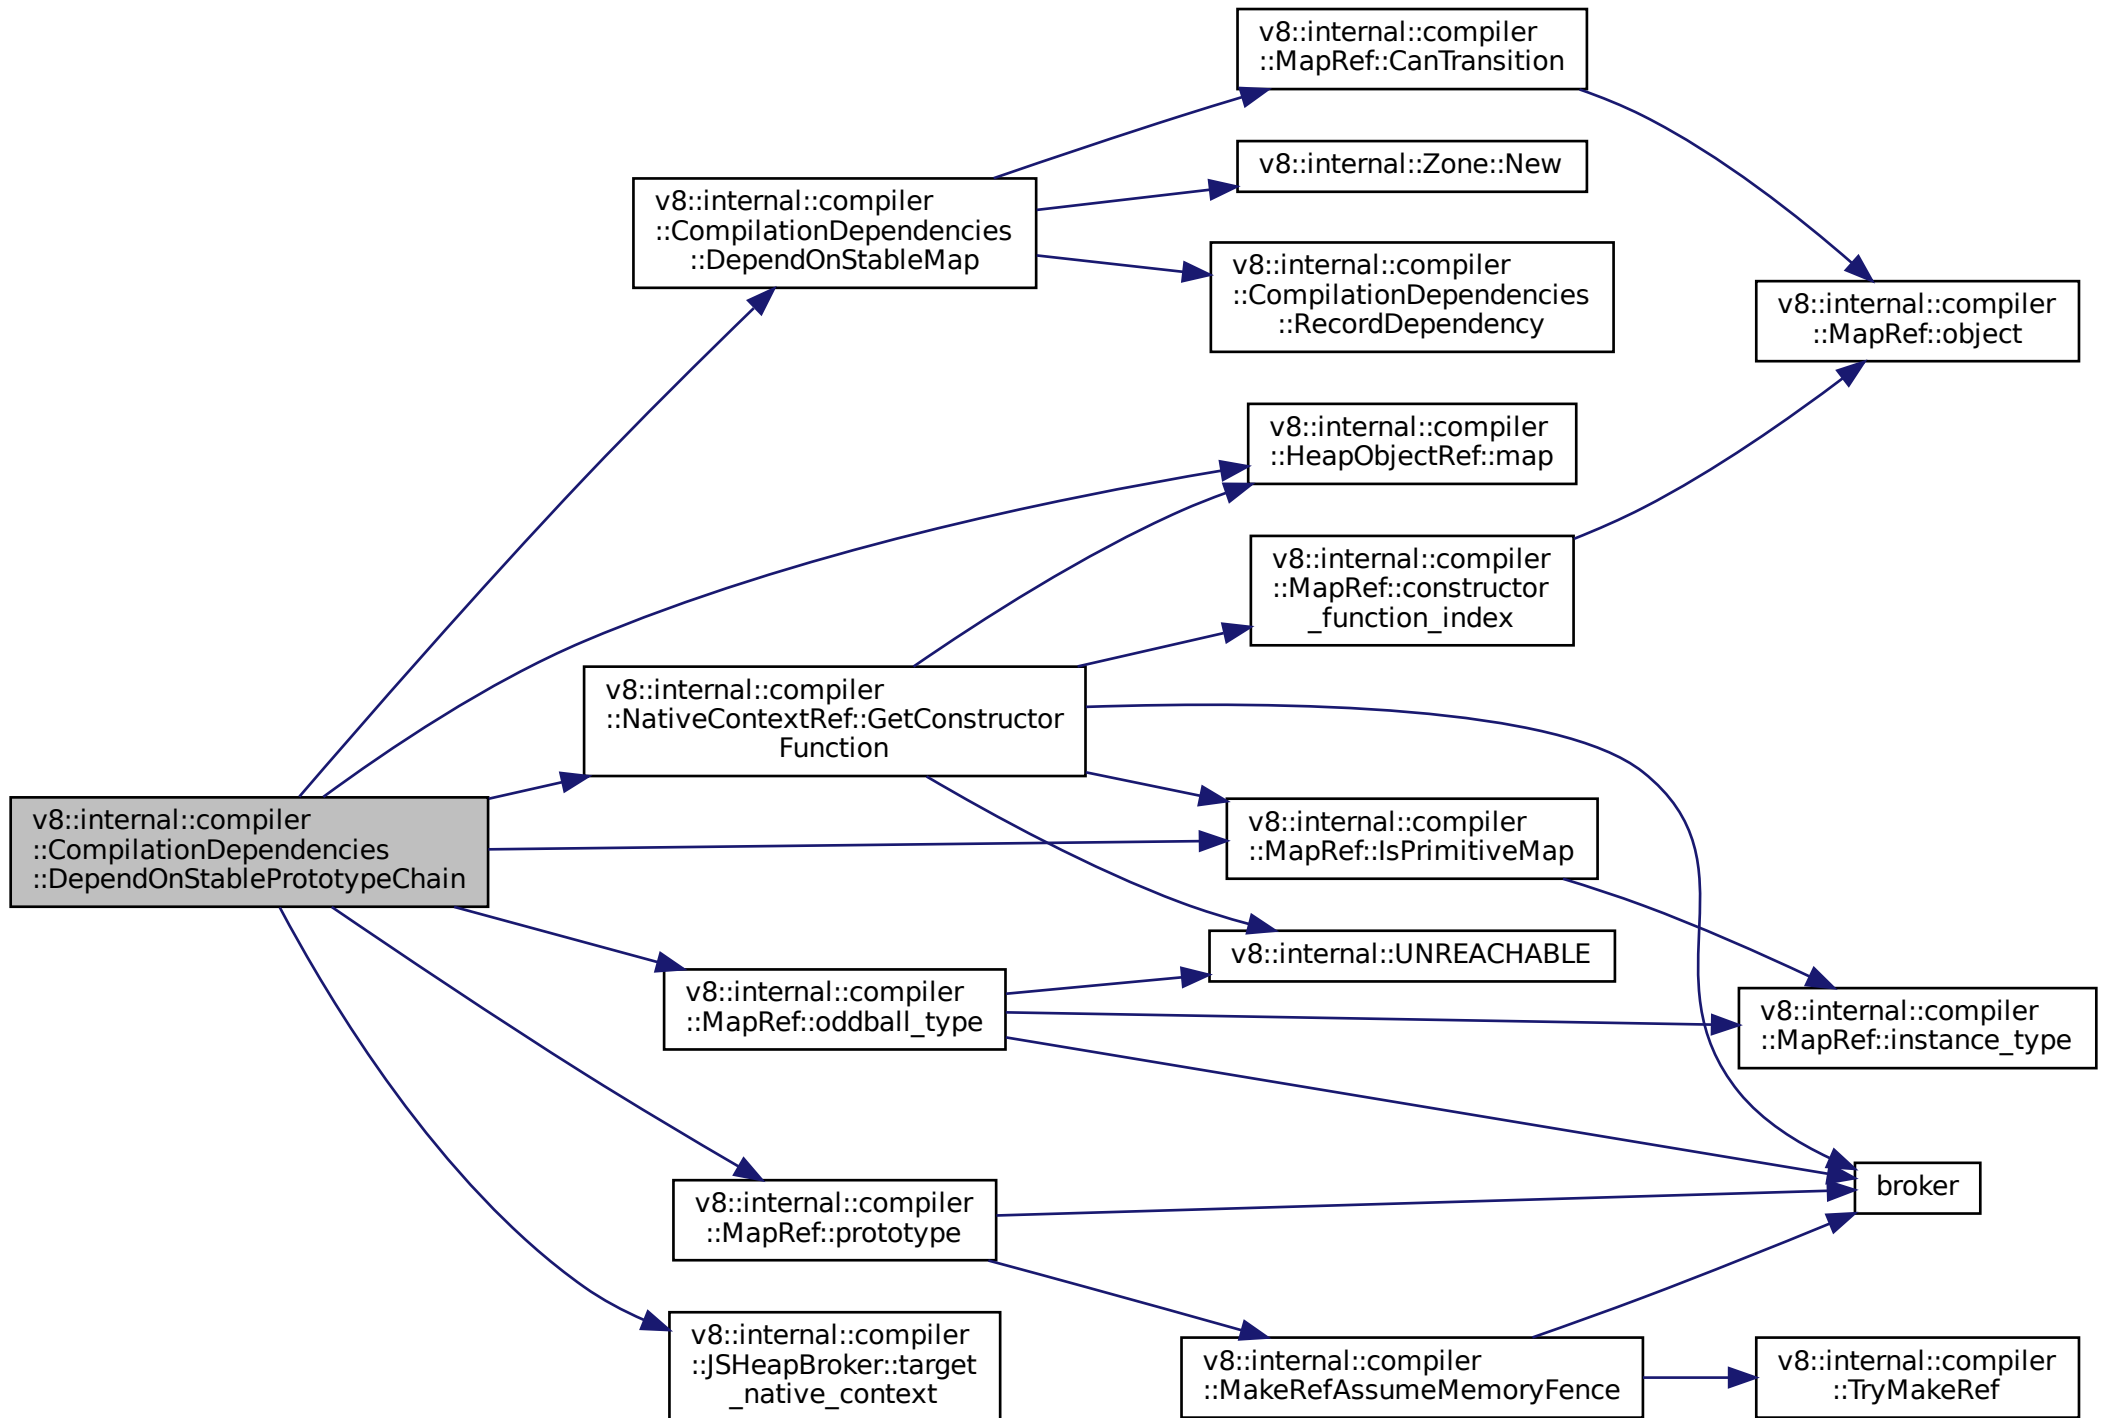 v8::internal::compiler
::MapRef::CanTransition
v8::internal::Zone::New
v8::internal::compiler
::CompilationDependencies
::DependOnStableMap
v8::internal::compiler
::CompilationDependencies
::RecordDependency
v8::internal::compiler
::MapRef::object
v8::internal::compiler
::HeapObjectRef::map
v8::internal::compiler
::MapRef::constructor
_function_index
v8::internal::compiler
::NativeContextRef::GetConstructor
Function
v8::internal::compiler
::CompilationDependencies
::DependOnStablePrototypeChain
v8::internal::compiler
::MapRef::IsPrimitiveMap
v8::internal::UNREACHABLE
v8::internal::compiler
::MapRef::oddball_type
v8::internal::compiler
::MapRef::instance_type
broker
v8::internal::compiler
::MapRef::prototype
v8::internal::compiler
::JSHeapBroker::target
_native_context
v8::internal::compiler
::MakeRefAssumeMemoryFence
v8::internal::compiler
::TryMakeRef